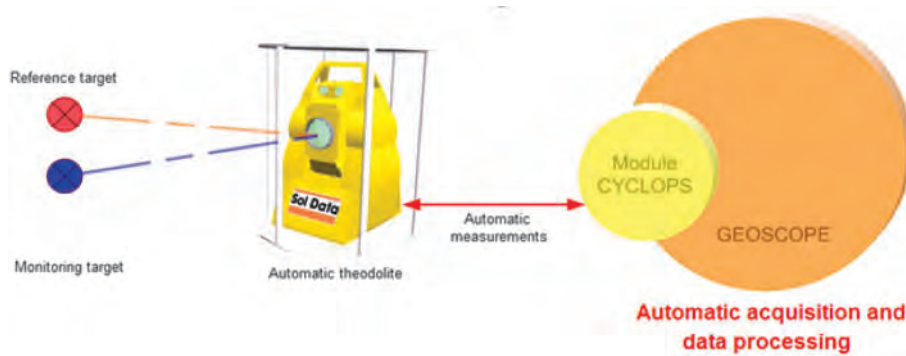 Reference target
Monitoring target
Sol Data
Automatic theodolite
Automatic
measurements
Module
CYCLOPS
GEOSCOPE
Automatic acquisition and
data processing